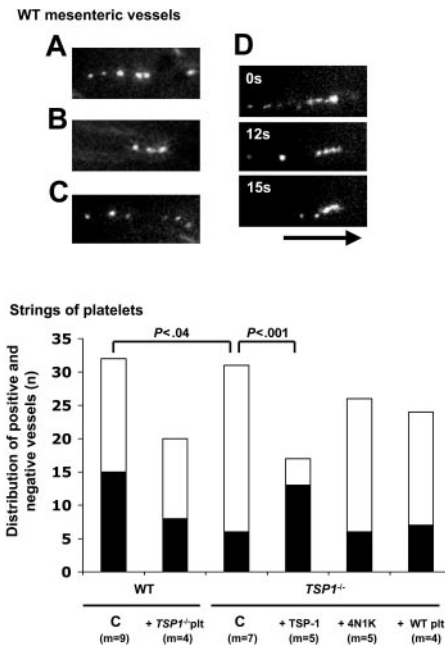 WT mesenteric vessels
A
D
0s
B
12s
C
15s
Strings of platelets
Distribution of positive and
negative vessels (n)
35
30
25
20
15
10
5
0
P<.04
P<.001
WT
TSP1-/-
C
+ TSP1-/-plt
C
+ TSP-1
+ 4N1K
+ WT plt
(m=9)
(m=4)
(m=7)
(m=5)
(m=5)
(m=4)